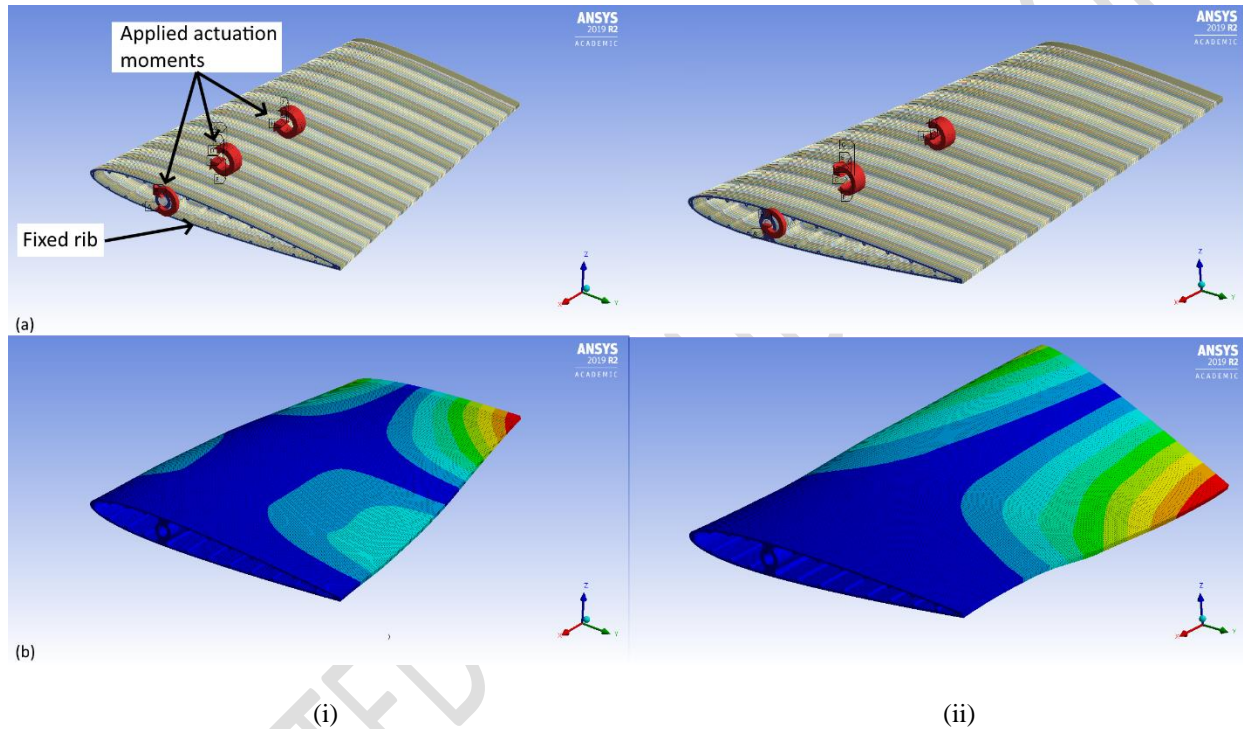 Applied actuation
moments
Fixed rib
ANSYS
2019 R2
ACADEMIC
Z
X
Y
(a)
ANSYS
2019 R2
ACADEMIC
Z
X
Y
ANSYS
2019 R2
ACADEMIC
Z
X
Y
(b)
ANSYS
2019 R2
ACADEMIC
Z
X
Y
(i)
(ii)